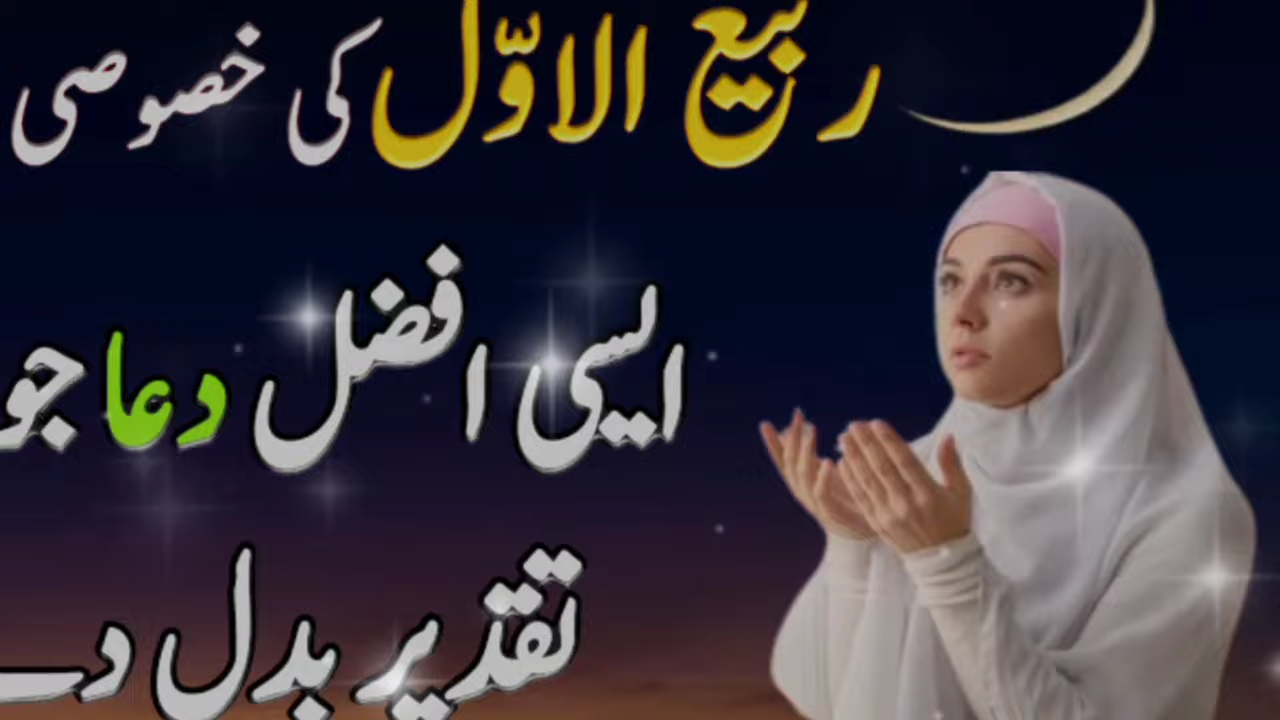 ربیع الاوّل کی خصوصی
ایسی افضل دعا جو
تقدیر بدل دے